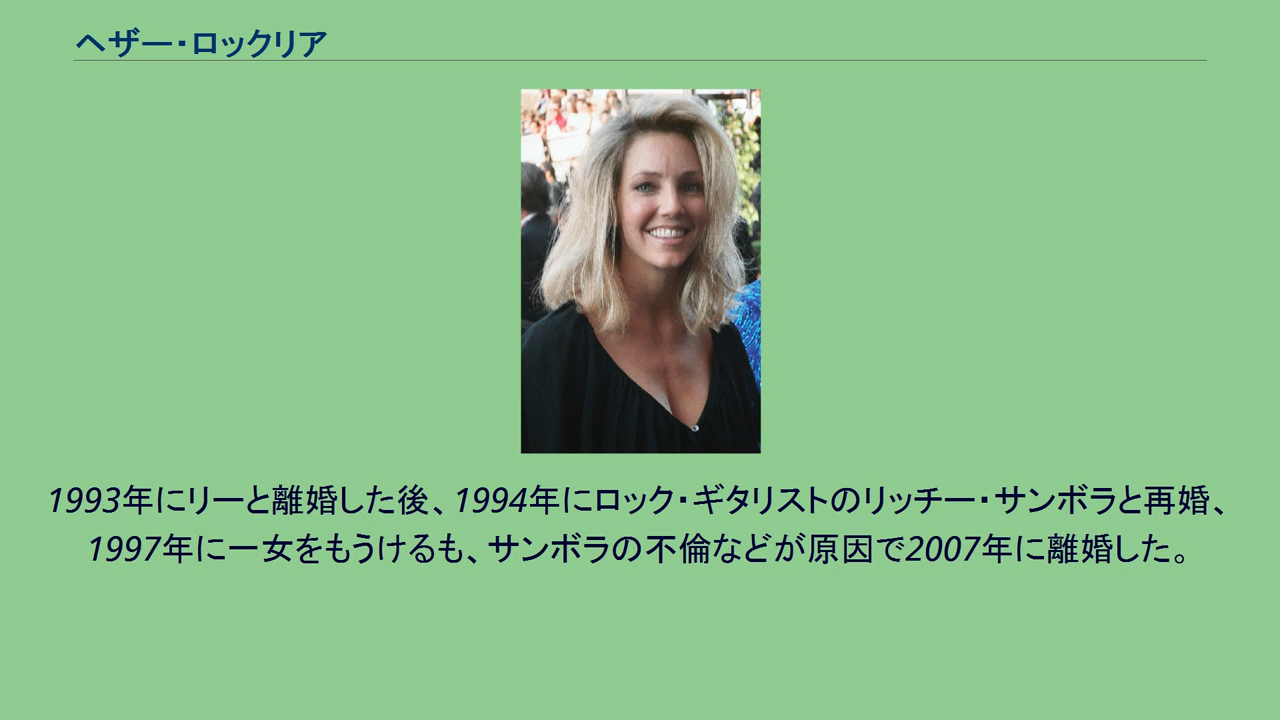 ヘザー・ロックリア
1993年にリーと離婚した後、1994年にロック・ギタリストのリッチー・サンボラと再婚、
1997年に一女をもうけるも、サンボラの不倫などが原因で2007年に離婚した。